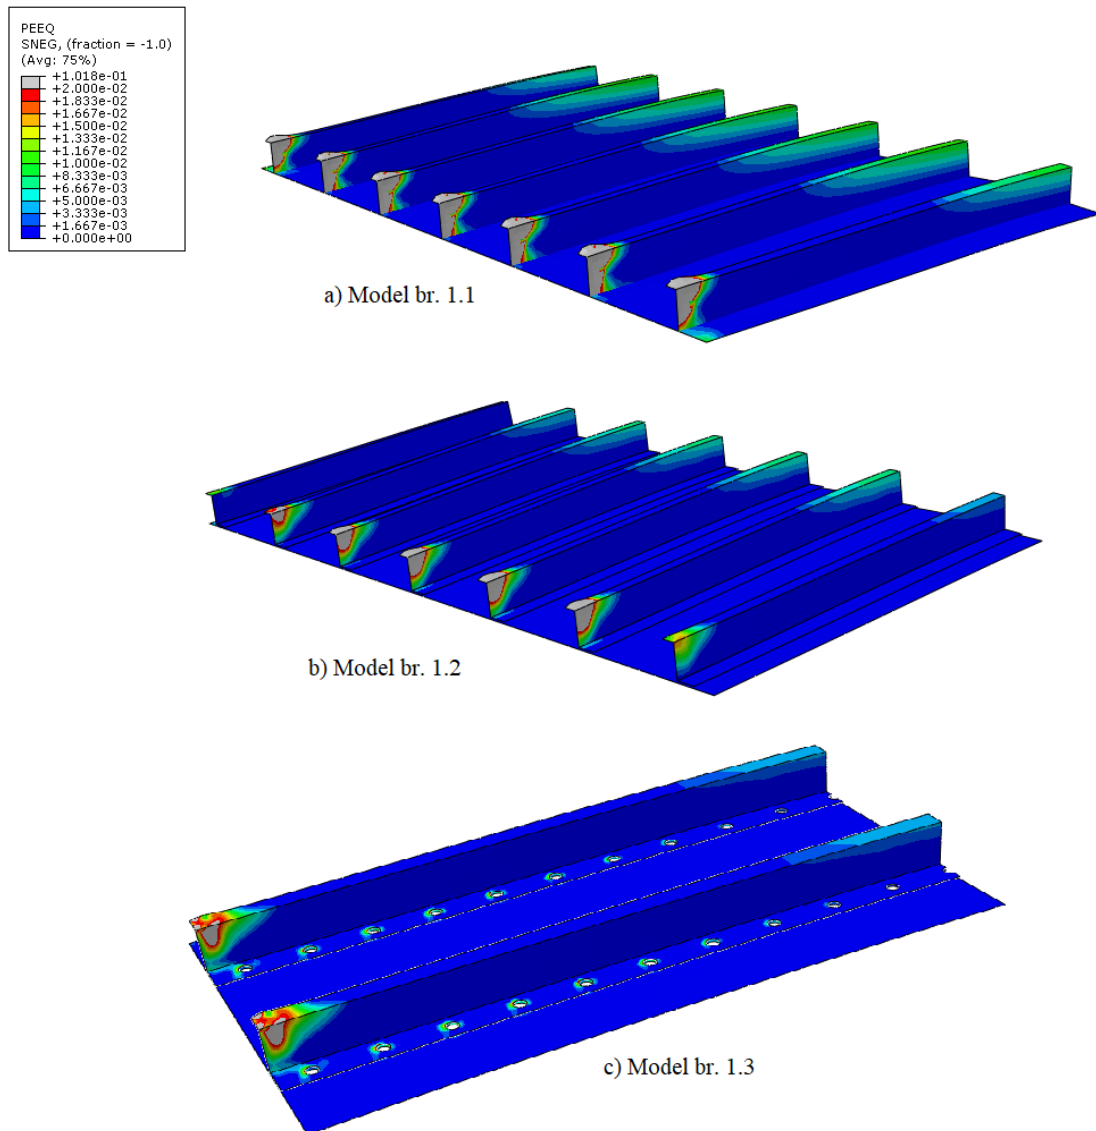 PEEQ
SNEG, (fraction = -1.0)
(Avg: 75%)
+1.018e-01
+2.000e-02
+1.833e-02
+1.667e-02
+1.500e-02
+1.333e-02
+1.167e-02
+1.000e-02
+8.333e-03
+6.667e-03
+5.000e-03
+3.333e-03
+1.667e-03
+0.000e+00
a) Model br. 1.1
b) Model br. 1.2
c) Model br. 1.3